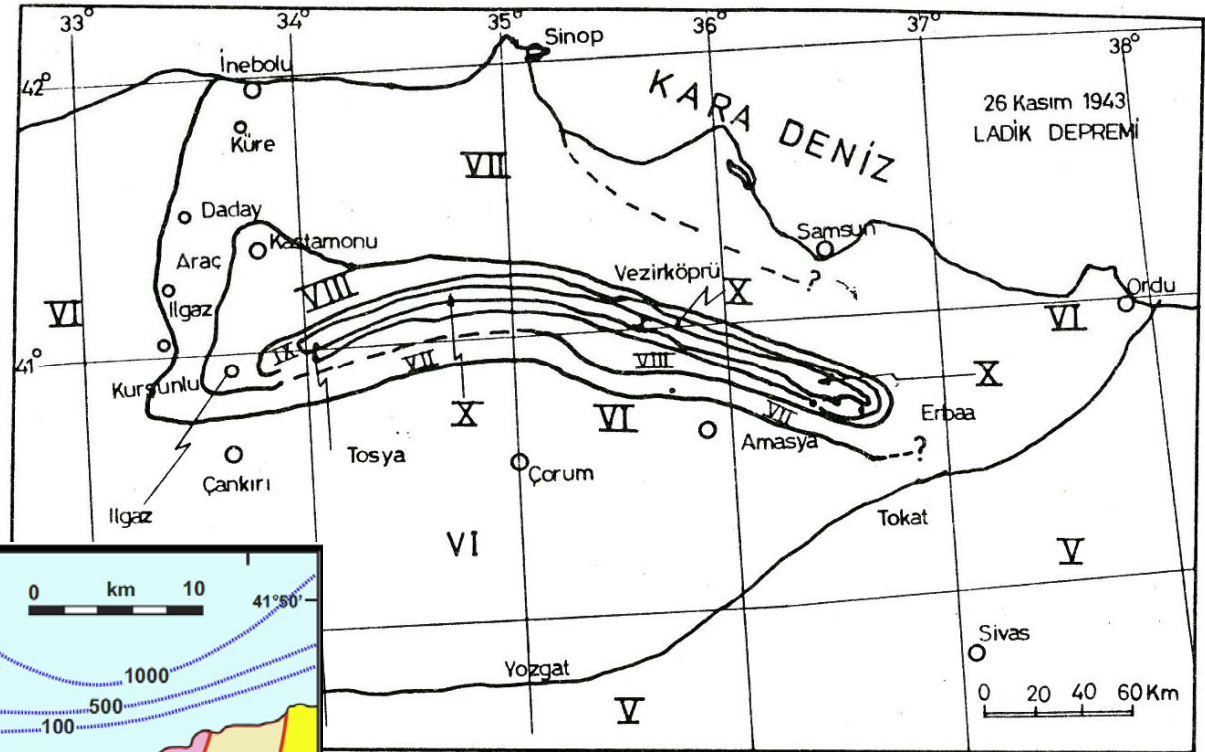 33° 34° 35° 36° 37° 38°
Sinop
İnebolu
42°
KARA DENİZ
26 Kasım 1943
LADİK DEPREMİ
Küre
VII
Daday
Kastamonu
Samsun
Araç
Vezirköprü
X
?
VIII
Ordu
Ilgaz
VI
VI
IX
41°
VII
VIII
Kurşunlu
X
X
VI
VII
Erbaa
Amasya
?
Tosya
Çorum
Çankırı
Ilgaz
Tokat
VI
V
Sivas
Yozgat
0 20 40 60 Km
V
0 km 10
41°50'
1000
500
100